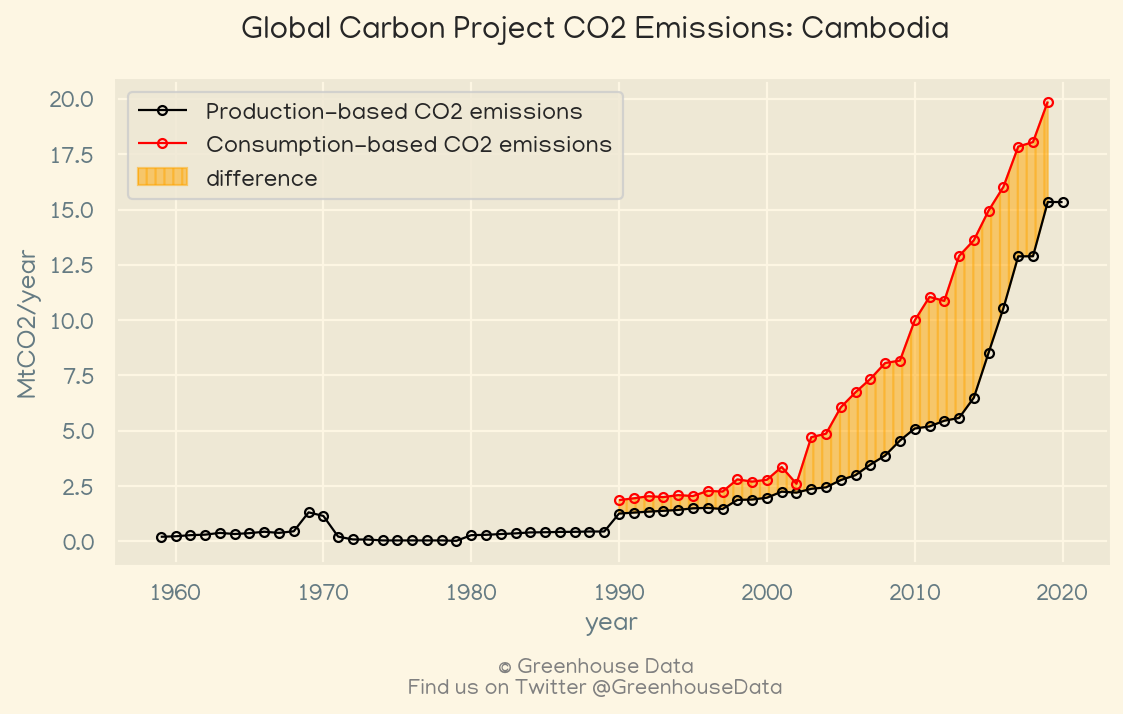 Global Carbon Project CO2 Emissions: Cambodia
Production-based CO2 emissions
Consumption-based CO2 emissions
difference
MtCO2/year
20.0
17.5
15.0
12.5
10.0
7.5
5.0
2.5
0.0
1960 1970 1980 1990 2000 2010 2020
year
© Greenhouse Data
Find us on Twitter @GreenhouseData